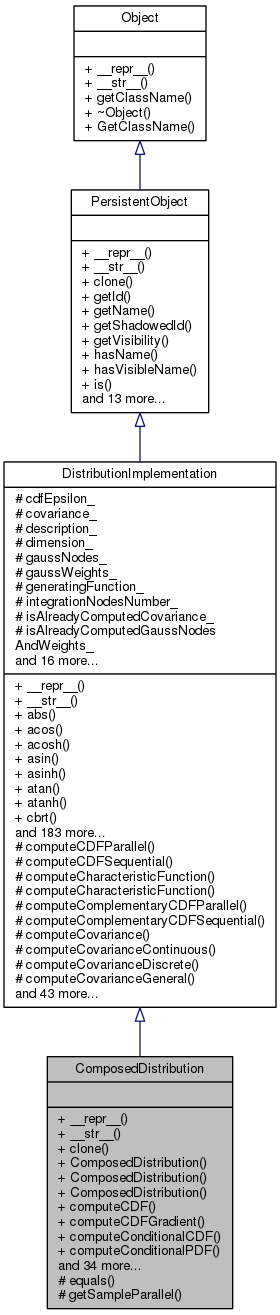 Object
+ __repr__()
+ __str__()
+ getClassName()
+ ~Object()
+ GetClassName()
PersistentObject
+ __repr__()
+ __str__()
+ clone()
+ getId()
+ getName()
+ getShadowedId()
+ getVisibility()
+ hasName()
+ hasVisibleName()
+ is()
and 13 more...
DistributionImplementation
# cdfEpsilon_
# covariance_
# description_
# dimension_
# gaussNodes_
# gaussWeights_
# generatingFunction_
# integrationNodesNumber_
# isAlreadyComputedCovariance_
# isAlreadyComputedGaussNodes
AndWeights_
and 16 more...
+ __repr__()
+ __str__()
+ abs()
+ acos()
+ acosh()
+ asin()
+ asinh()
+ atan()
+ atanh()
+ cbrt()
and 183 more...
# computeCDFParallel()
# computeCDFSequential()
# computeCharacteristicFunction()
# computeCharacteristicFunction()
# computeComplementaryCDFParallel()
# computeComplementaryCDFSequential()
# computeCovariance()
# computeCovarianceContinuous()
# computeCovarianceDiscrete()
# computeCovarianceGeneral()
and 43 more...
ComposedDistribution
+ __repr__()
+ __str__()
+ clone()
+ ComposedDistribution()
+ ComposedDistribution()
+ ComposedDistribution()
+ computeCDF()
+ computeCDFGradient()
+ computeConditionalCDF()
+ computeConditionalPDF()
and 34 more...
# equals()
# getSampleParallel()